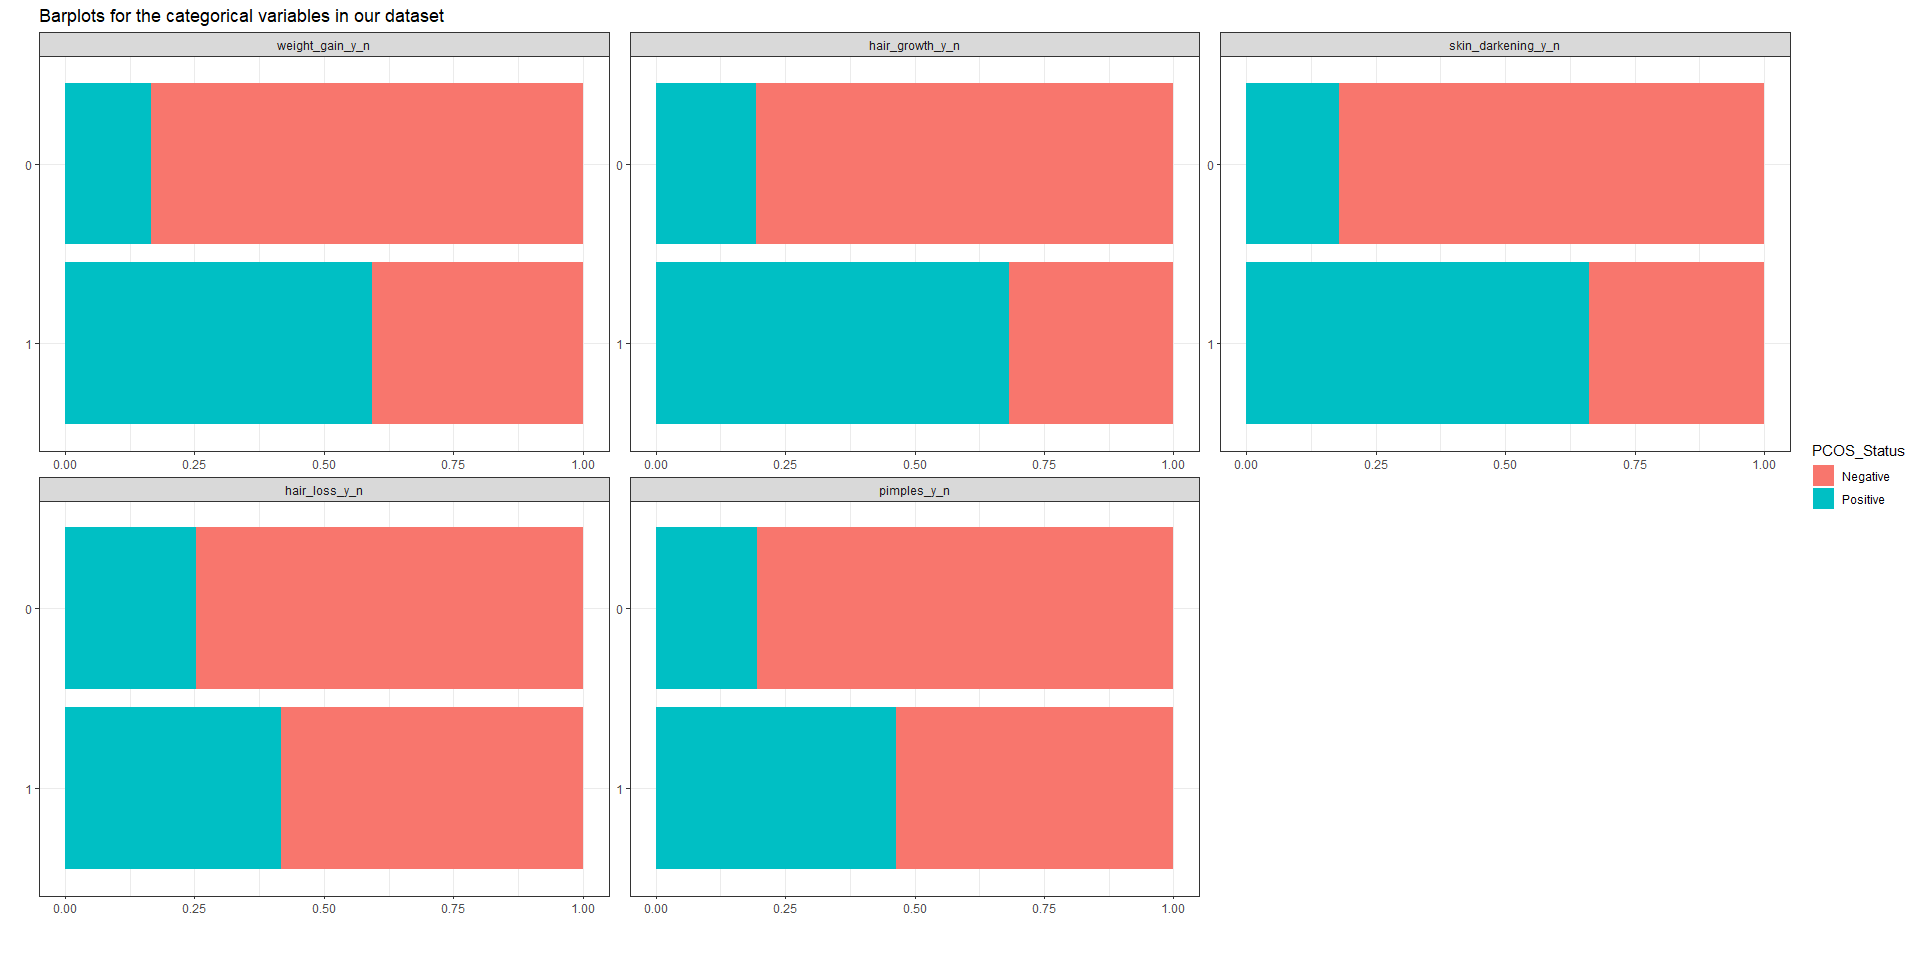 Barplots for the categorical variables in our dataset
weight_gain_y_n
hair_growth_y_n
skin_darkening_y_n
0
1
0.00 0.25 0.50 0.75 1.00
0
1
0.00 0.25 0.50 0.75 1.00
0
1
0.00 0.25 0.50 0.75 1.00
PCOS_Status
Negative
Positive
hair_loss_y_n
pimples_y_n
0
1
0.00 0.25 0.50 0.75 1.00
0
1
0.00 0.25 0.50 0.75 1.00